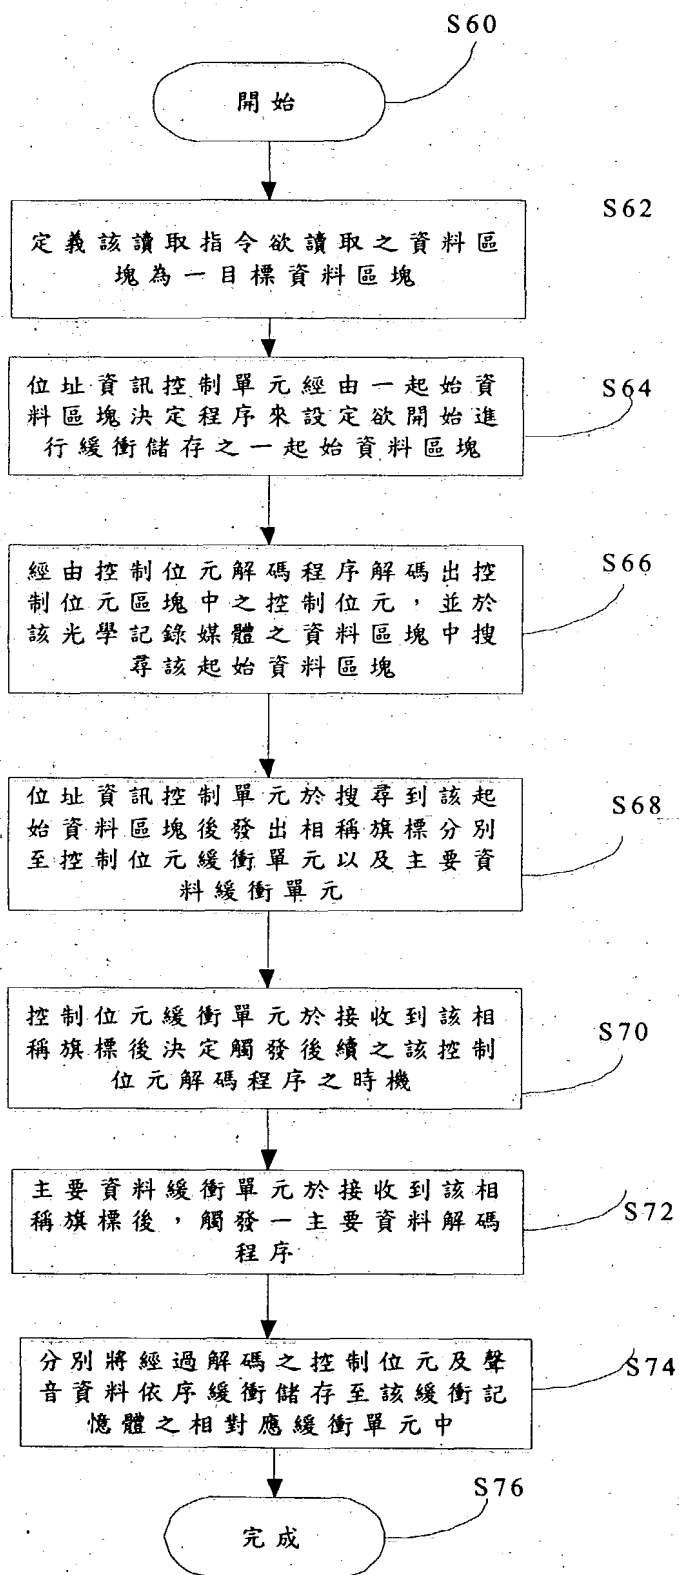 S60
開始
S62
定義該讀取指令欲讀取之資料區
塊為一目標資料區塊
位址資訊控制單元經由一起始資
料區塊決定程序來設定欲開始進
行緩衝儲存之一起始資料區塊
S64
經由控制位元解碼程序解碼出控
制位元區塊中之控制位元，並於
該光學記錄媒體之資料區塊中搜
尋該起始資料區塊
S66
位址資訊控制單元於搜尋到該起
始資料區塊後發出相稱旗標分別
至控制位元緩衝單元以及主要資
料緩衝單元
S68
控制位元緩衝單元於接收到該相
稱旗標後決定觸發後續之該控制
位元解碼程序之時機
S70
主要資料緩衝單元於接收到該相
稱旗標後，觸發一主要資料解碼
程序
S72
分別將經過解碼之控制位元及聲
音資料依序緩衝儲存至該緩衝記
憶體之相對應緩衝單元中
S74
S76
完成